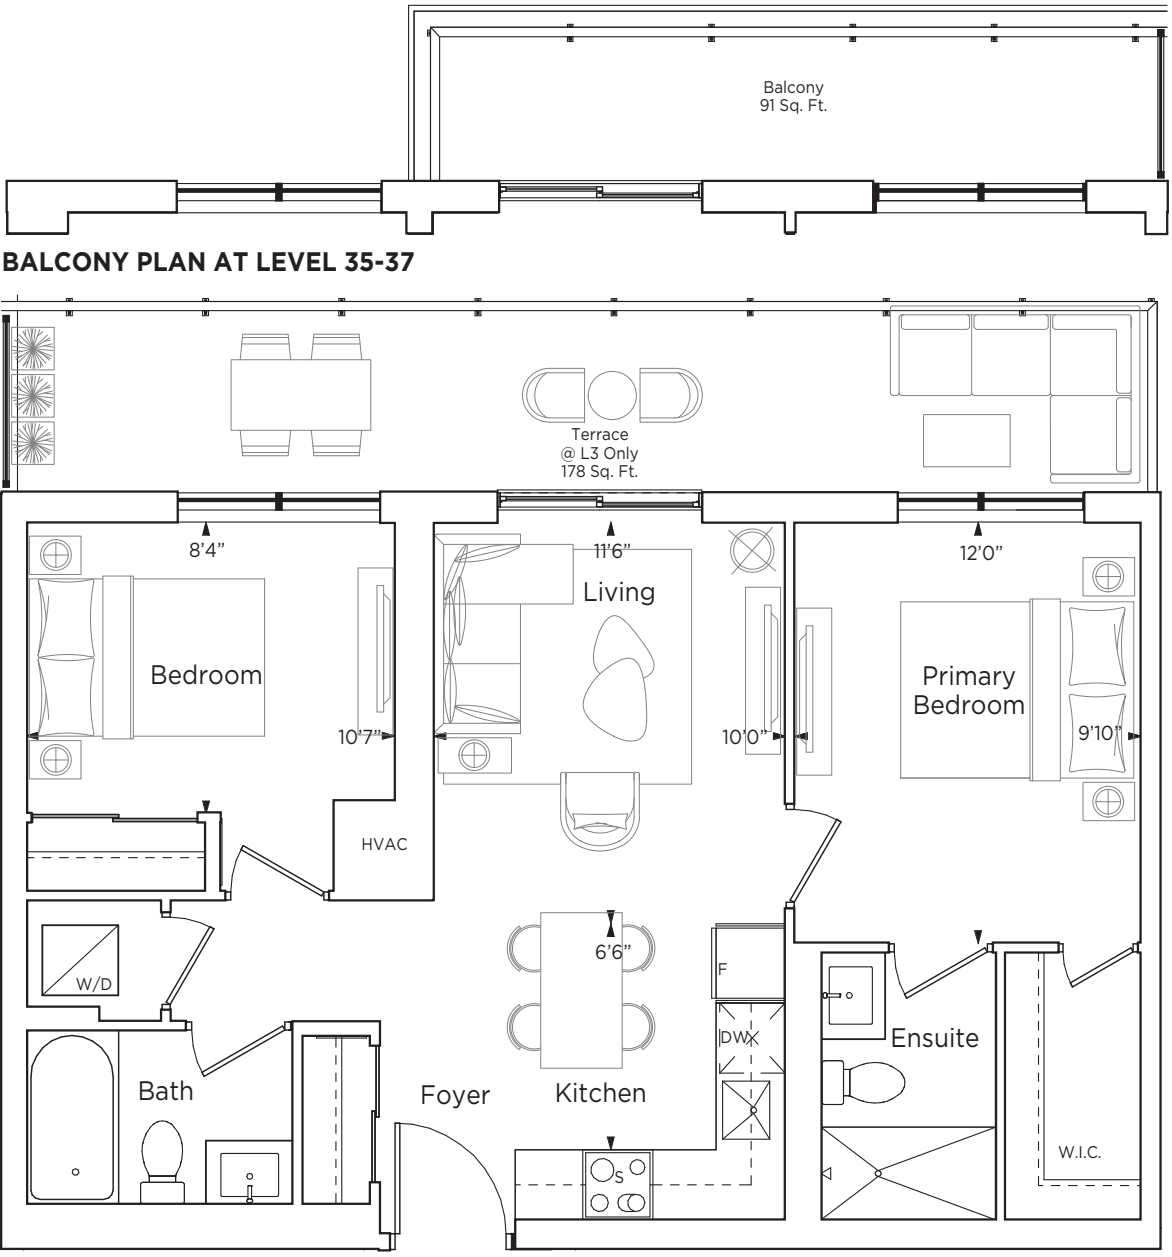 Balcony
91 Sq. Ft.
BALCONY PLAN AT LEVEL 35-37
Terrace
@ L3 Only
178 Sq. Ft.
8'4”
11'6”
12'0”
Living
Bedroom
Primary
Bedroom
10'7”
10'0”
9'10”
HVAC
6'6”
F
W/D
DW
Ensuite
Bath
Foyer
Kitchen
W.I.C.
S